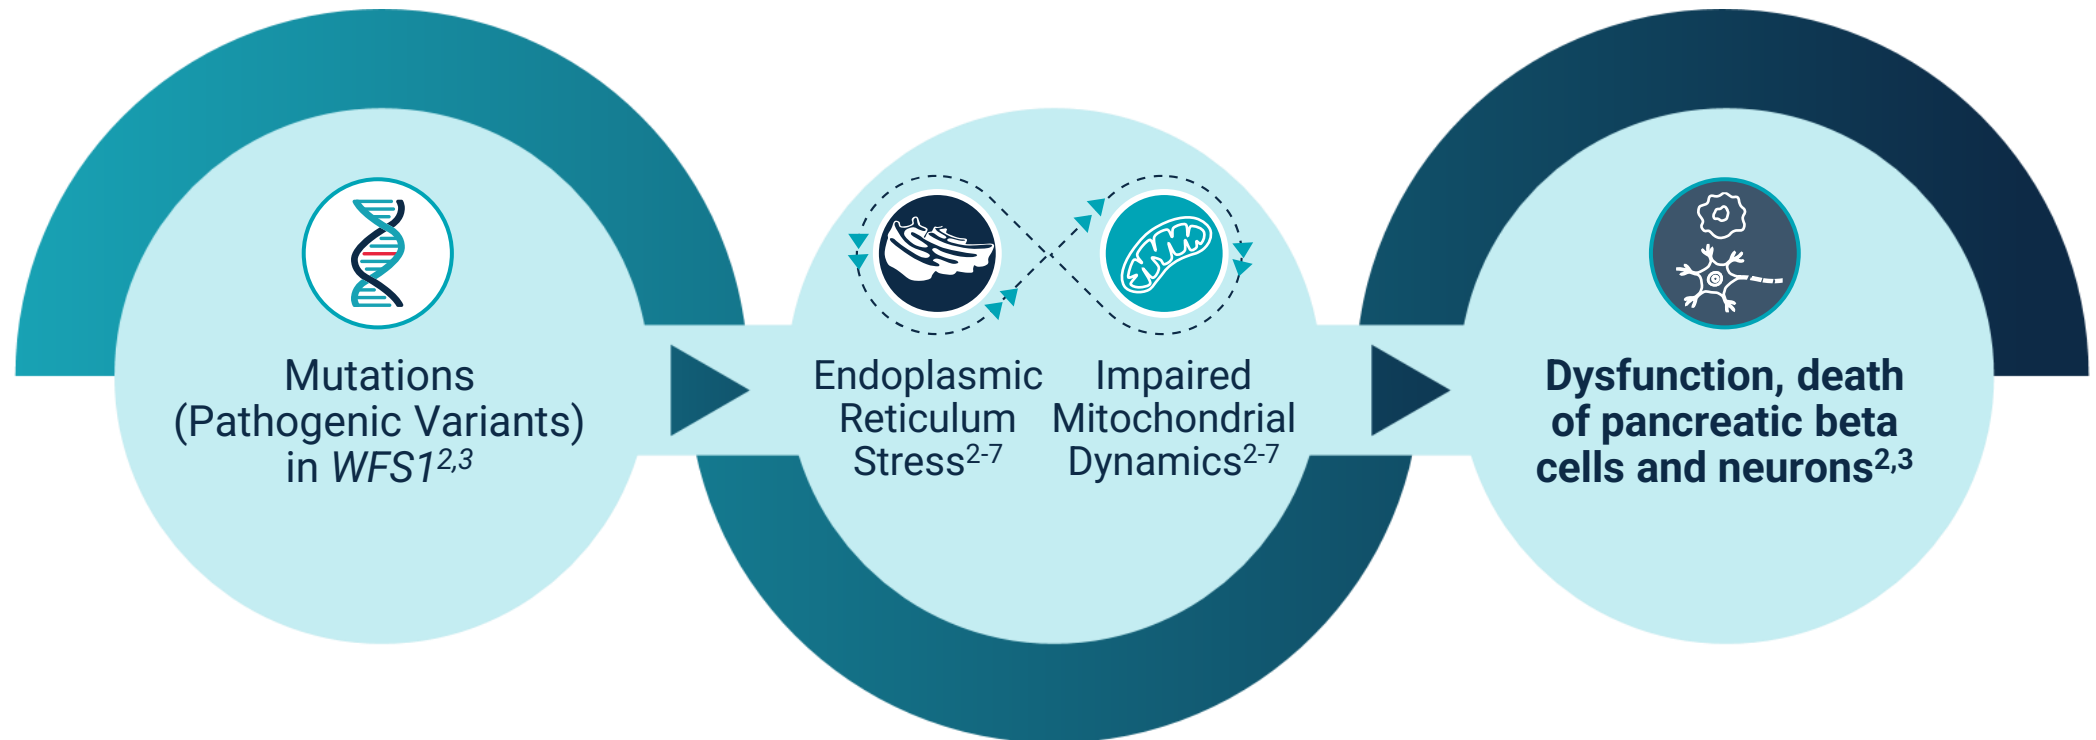 Mutations
(Pathogenic Variants)
in WFS12,3
Endoplasmic
Reticulum
Stress2-7
Impaired
Mitochondrial
Dynamics2-7
Dysfunction, death
of pancreatic beta
cells and neurons2,3